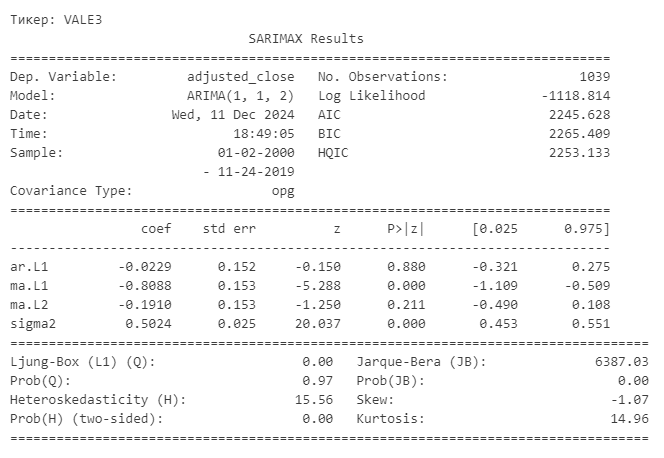 Тикер: VALE3
SARIMAX Results
==============================================================================
Dep. Variable: adjusted_close No. Observations: 1039
Model: ARIMA(1, 1, 2) Log Likelihood -1118.814
Date: Wed, 11 Dec 2024 AIC 2245.628
Time: 18:49:05 BIC 2265.409
Sample: 01-02-2000 HQIC 2253.133
- 11-24-2019
Covariance Type: opg
==============================================================================
coef std err z P>|z| [0.025 0.975]
------------------------------------------------------------------------------
ar.L1 -0.0229 0.152 -0.150 0.880 -0.321 0.275
ma.L1 -0.8088 0.153 -5.288 0.000 -1.109 -0.509
ma.L2 -0.1910 0.153 -1.250 0.211 -0.490 0.108
sigma2 0.5024 0.025 20.037 0.000 0.453 0.551
===================================================================================
Ljung-Box (L1) (Q): 0.00 Jarque-Bera (JB): 6387.03
Prob(Q): 0.97 Prob(JB): 0.00
Heteroskedasticity (H): 15.56 Skew: -1.07
Prob(H) (two-sided): 0.00 Kurtosis: 14.96
===================================================================================